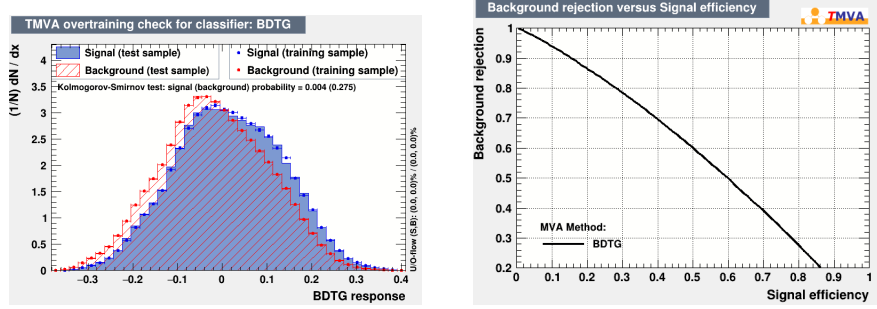 TMVA overtraining check for classifier: BDTG
(1/N) dN / dx
Signal (test sample)
Background (test sample)
Signal (training sample)
Background (training sample)
Kolmogorov-Smirnov test: signal (background) probability = 0.004 (0.275)
4
3.5
3
2.5
2
1.5
1
0.5
0
−0.3 −0.2 −0.1 0 0.1 0.2 0.3 0.4
BDTG response
U/O-flow (S,B): (0.0, 0.0)% / (0.0, 0.0)%
Background rejection versus Signal efficiency
TMVA
Background rejection
1
0.9
0.8
0.7
0.6
0.5
0.4
0.3
0.2
MVA Method:
BDTG
0 0.1 0.2 0.3 0.4 0.5 0.6 0.7 0.8 0.9 1
Signal efficiency